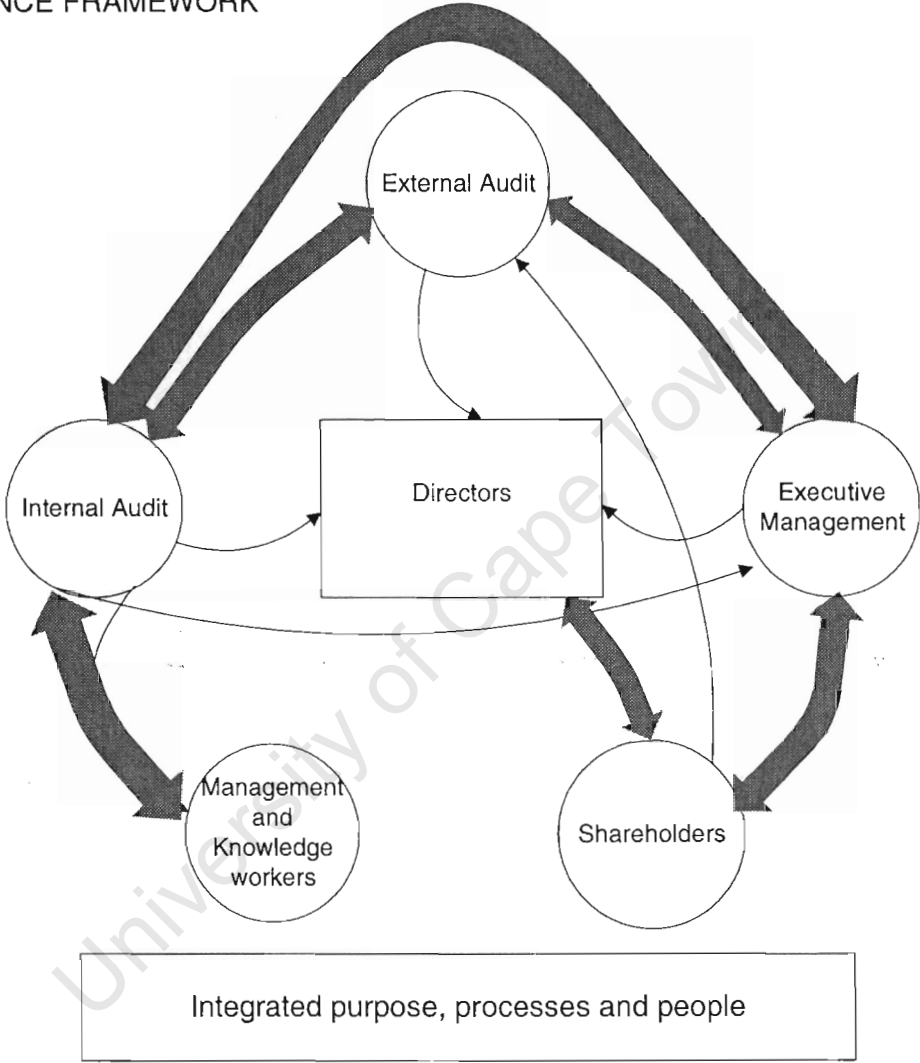 NCE FRAMEWORK
External Audit
Internal Audit
Directors
Executive
Management
Management
and
Knowledge
workers
Shareholders
Integrated purpose, processes and people
University of Cape Town